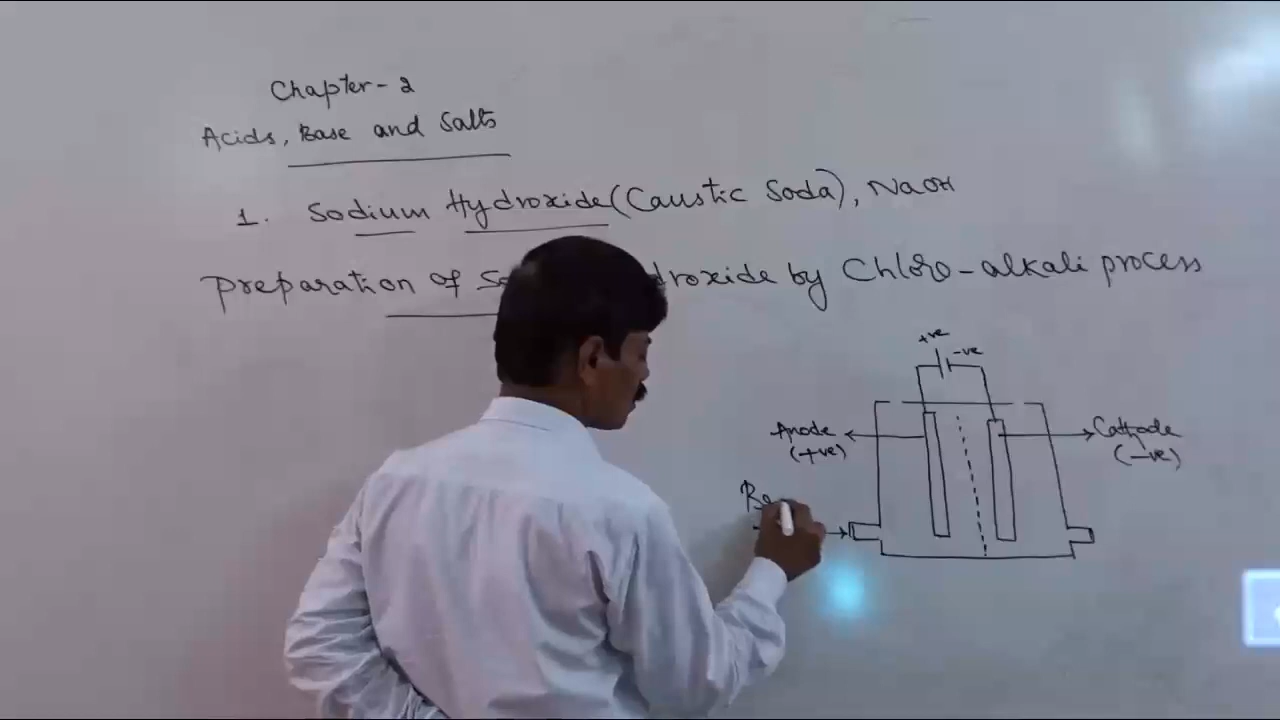 Chapter-2
Acids, Base and Salts
1. Sodium Hydroxide (Caustic Soda), NaOH
Preparation of by Chloro-alkali process
+ve
-ve
Anode
(+ve)
Cathode
(-ve)